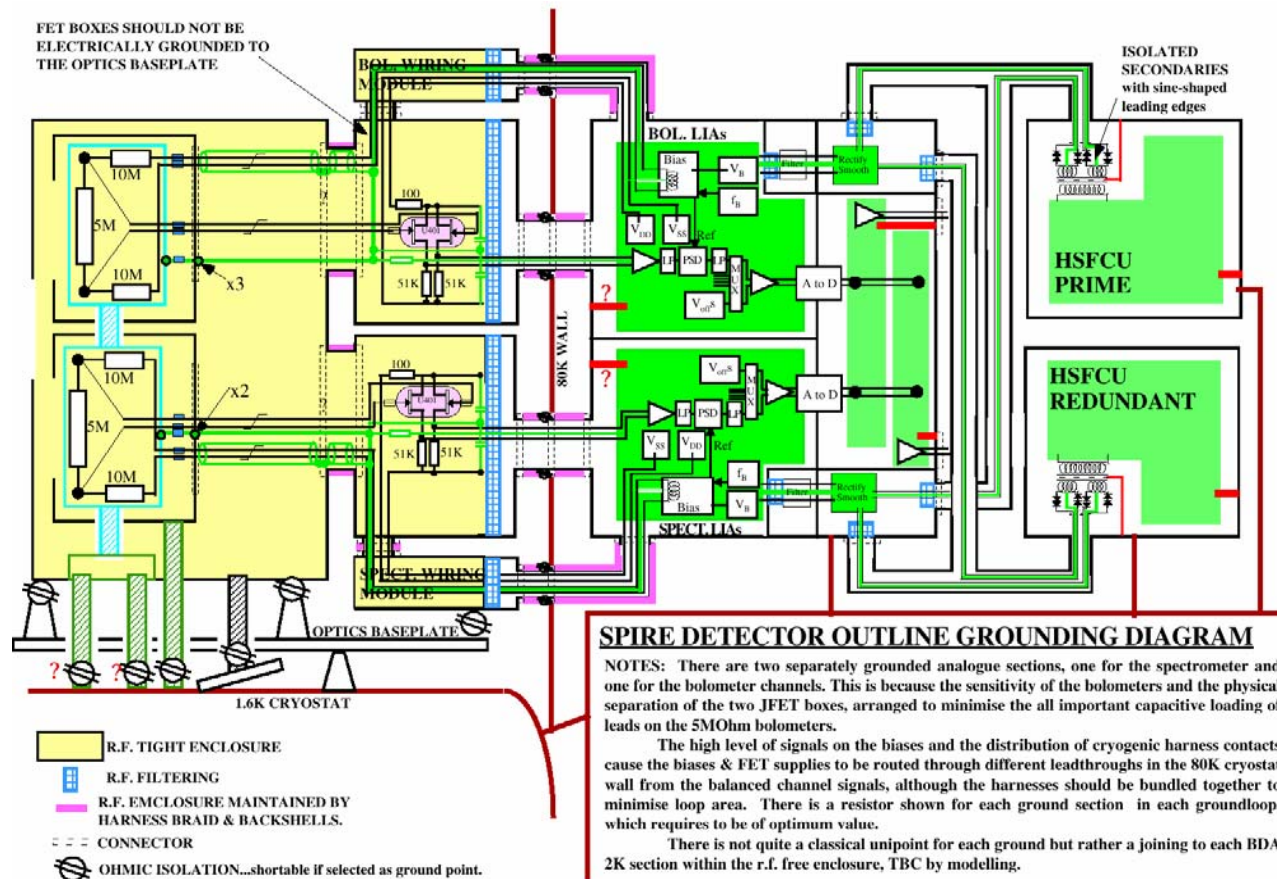 FET BOXES SHOULD NOT BE
ELECTRICALLY GROUNDED TO
THE OPTICS BASEPLATE
BOL. WIRING
MODULE
ISOLATED
SECONDARIES
with sine-shaped
leading edges
10M
5M
10M
x3
100
U401
51K
51K
BOL. LIAs
Bias
VB
fB
Filter
Rectify
Smooth
VDD
VSS
Ref
LP
PSD
LP
MUX
Voffs
A to D
?
HSFCU
PRIME
80K WALL
10M
5M
10M
x2
100
U401
51K
51K
?
Voffs
MUX
LP
PSD
LP
A to D
VSS
VDD
Ref
fB
Bias
VB
Filter
Rectify
Smooth
SPECT. LIAs
HSFCU
REDUNDANT
SPECT. WIRING
MODULE
OPTICS BASEPLATE
?
?
1.6K CRYOSTAT
R.F. TIGHT ENCLOSURE
R.F. FILTERING
R.F. EMCLOSURE MAINTAINED BY
HARNESS BRAID & BACKSHELLS.
CONNECTOR
OHMIC ISOLATION...shortable if selected as ground point.
SPIRE DETECTOR OUTLINE GROUNDING DIAGRAM
NOTES: There are two separately grounded analogue sections, one for the spectrometer and
one for the bolometer channels. This is because the sensitivity of the bolometers and the physical
separation of the two JFET boxes, arranged to minimise the all important capacitive loading of
leads on the 5MOhm bolometers.
The high level of signals on the biases and the distribution of cryogenic harness contacts
cause the biases & FET supplies to be routed through different leadthroughs in the 80K cryostat
wall from the balanced channel signals, although the harnesses should be bundled together to
minimise loop area. There is a resistor shown for each ground section in each groundloop
which requires to be of optimum value.
There is not quite a classical unipoint for each ground but rather a joining to each BDA
2K section within the r.f. free enclosure, TBC by modelling.